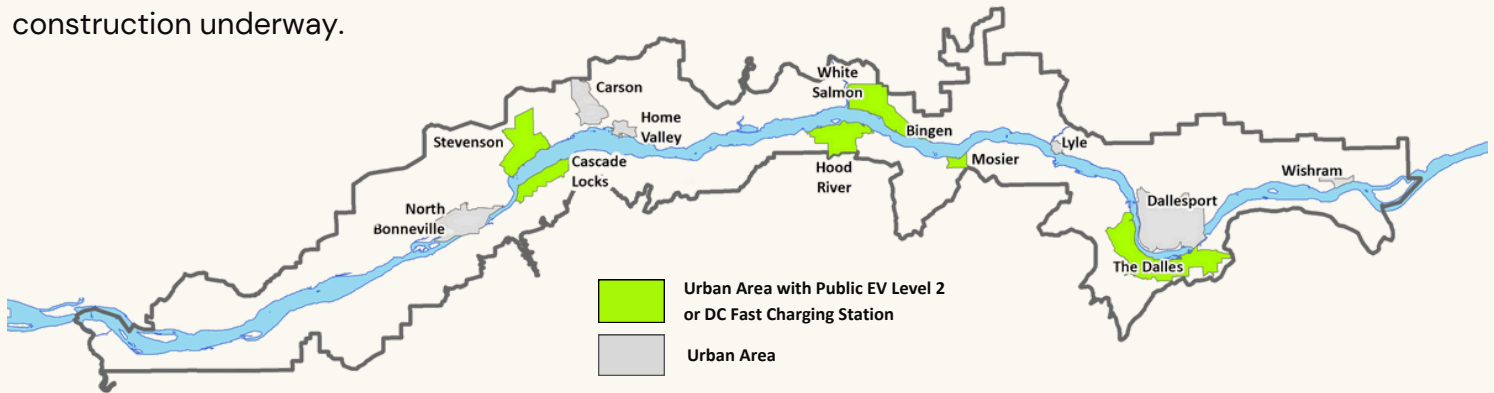 construction underway.
White
Salmon
Carson
Home
Valley
Stevenson
Cascade
Locks
Bingen
Hood
River
Mosier
Lyle
Wishram
North
Bonneville
Dallesport
The Dalles
Urban Area with Public EV Level 2
or DC Fast Charging Station
Urban Area